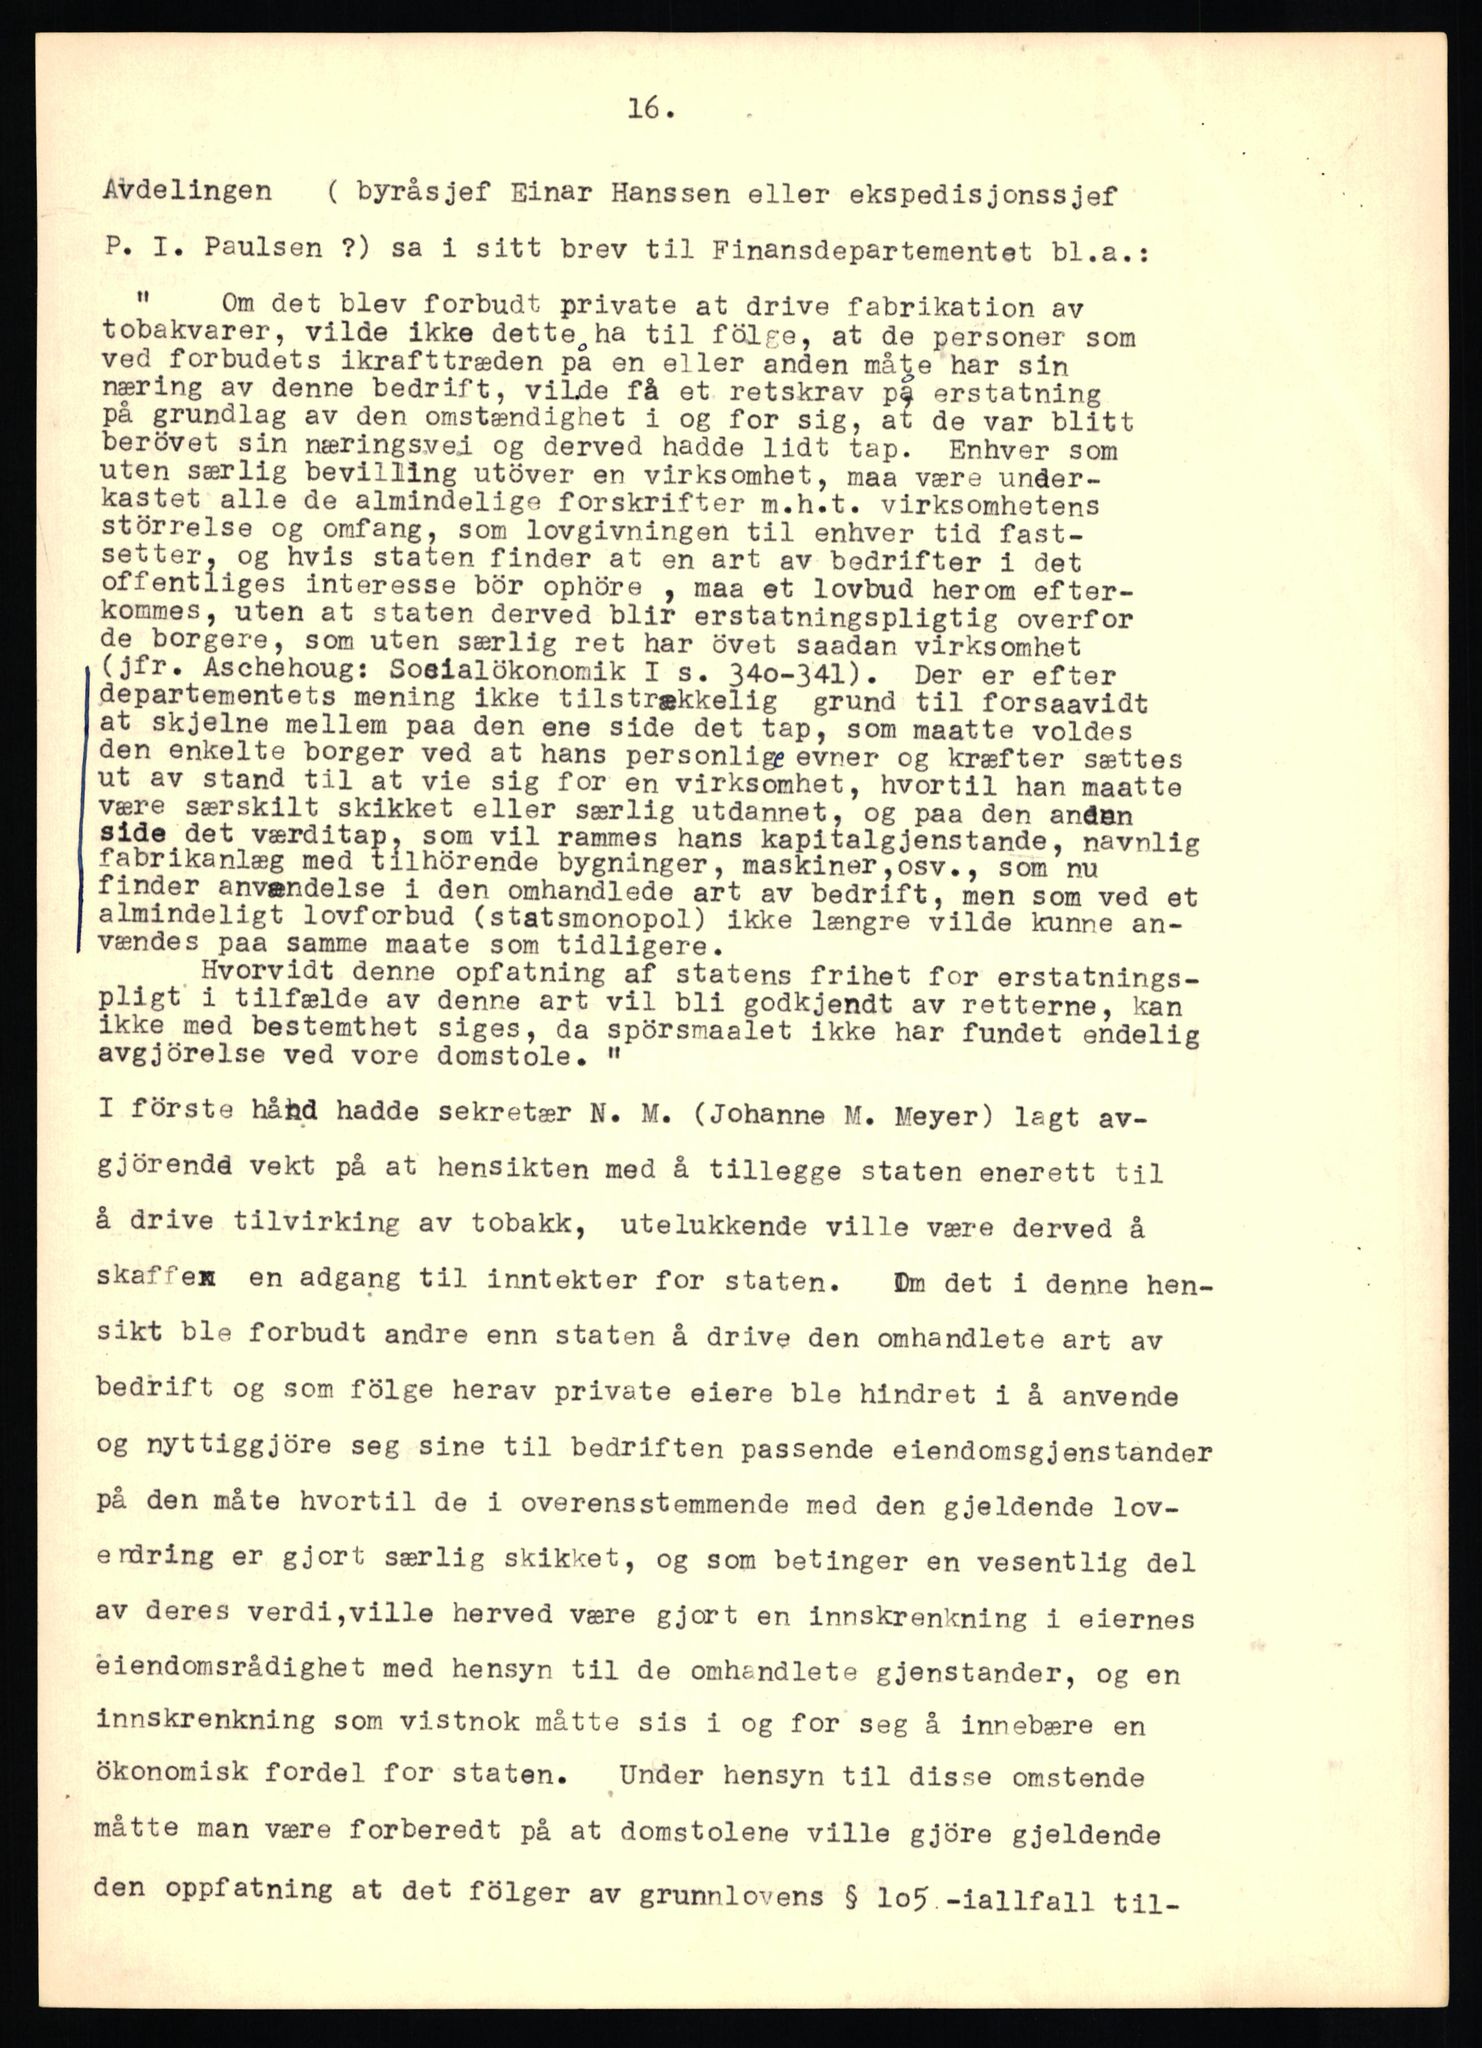 16.
Avdelingen ( byråsjef Einar Hanssen eller ekspedisjonssjef
P. I. Paulsen ?) sa i sitt brev til Finansdepartementet bl.a.:
" Om det blev forbudt private at drive fabrikation av
tobakvarer, vilde ikke dette ha til fölge, at de personer som
ved forbudets ikrafttræden på en eller anden måte har sin
næring av denne bedrift, vilde få et retskrav på erstatning
på grundlag av den omstændighet i og for sig, at de var blitt
berövet sin næringsvei og derved hadde lidt tap. Enhver som
uten særlig bevilling utöver en virksomhet, maa være under-
kastet alle de almindelige forskrifter m.h.t. virksomhetens
störrelse og omfang, som lovgivningen til enhver tid fast-
setter, og hvis staten finder at en art av bedrifter i det
offentliges interesse bör ophöre , maa et lovbud herom efter-
kommes, uten at staten derved blir erstatningspligtig overfor
de borgere, som uten særlig ret har övet saadan virksomhet
(jfr. Aschehoug: Socialökonomik I s. 34o-341). Der er efter
departementets mening ikke tilstrækkelig grund til forsaavidt
at skjelne mellem paa den ene side det tap, som maatte voldes
den enkelte borger ved at hans personlige evner og kræfter sættes
ut av stand til at vie sig for en virksomhet, hvortil han maatte
være særskilt skikket eller særlig utdannet, og paa den anden
side det værditap, som vil rammes hans kapitalgjenstande, navnlig
fabrikanlæg med tilhörende bygninger, maskiner,osv., som nu
finder anvændelse i den omhandlede art av bedrift, men som ved et
almindeligt lovforbud (statsmonopol) ikke længre vilde kunne an-
vændes paa samme maate som tidligere.
Hvorvidt denne opfatning af statens frihet for erstatnings-
pligt i tilfælde av denne art vil bli godkjendt av retterne, kan
ikke med bestemthet siges, da spörsmaalet ikke har fundet endelig
avgjörelse ved vore domstole. "
I förste hånd hadde sekretær N. M. (Johanne M. Meyer) lagt av-
gjörende vekt på at hensikten med å tillegge staten enerett til
å drive tilvirking av tobakk, utelukkende ville være derved å
skaffe en adgang til inntekter for staten. Om det i denne hen-
sikt ble forbudt andre enn staten å drive den omhandlete art av
bedrift og som fölge herav private eiere ble hindret i å anvende
og nyttiggjöre seg sine til bedriften passende eiendomsgjenstander
på den måte hvortil de i overensstemmende med den gjeldende lov-
endring er gjort særlig skikket, og som betinger en vesentlig del
av deres verdi,ville herved være gjort en innskrenkning i eiernes
eiendomsrådighet med hensyn til de omhandlete gjenstander, og en
innskrenkning som vistnok måtte sis i og for seg å innebære en
ökonomisk fordel for staten. Under hensyn til disse omstende
måtte man være forberedt på at domstolene ville gjöre gjeldende
den oppfatning at det fölger av grunnlovens § lo5 -iallfall til-